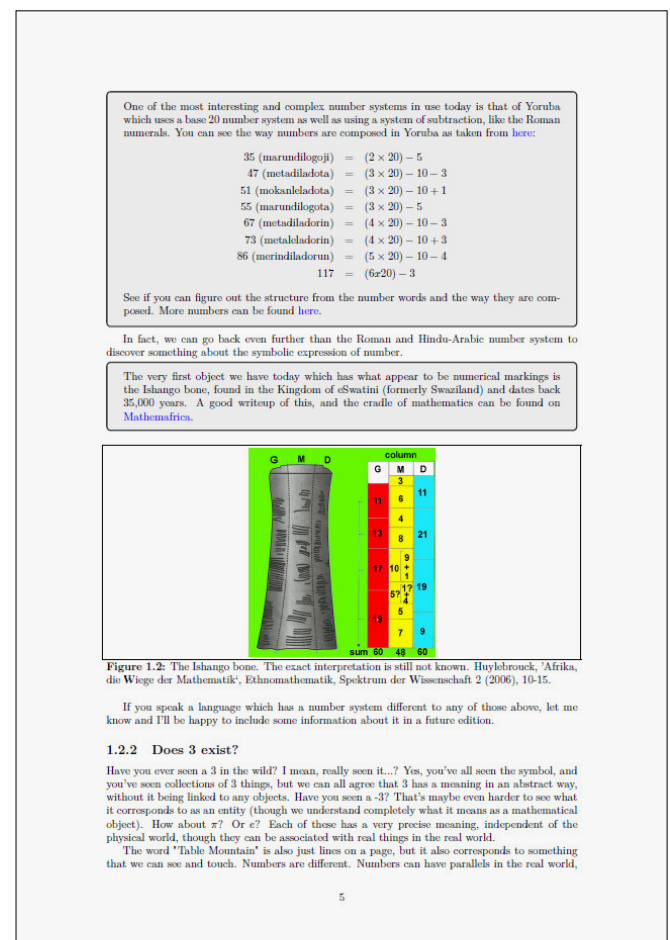 One of the most interesting and complex number systems in use today is that of Yoruba
which uses a base 20 number system as well as using a system of subtraction, like the Roman
numerals. You can see the way numbers are composed in Yoruba as taken from here:
35 (marundilogoji) = (2 × 20) − 5
47 (metadiladota) = (3 × 20) − 10 − 3
51 (mokanleladota) = (3 × 20) − 10 + 1
55 (marundilogota) = (3 × 20) − 5
67 (metadiladorin) = (4 × 20) − 10 − 3
73 (metaleladorin) = (4 × 20) − 10 + 3
86 (merindiladorun) = (5 × 20) − 10 − 4
117 = (6x20) − 3
See if you can figure out the structure from the number words and the way they are com-
posed. More numbers can be found here.
In fact, we can go back even further than the Roman and Hindu-Arabic number system to
discover something about the symbolic expression of number.
The very first object we have today which has what appear to be numerical markings is
the Ishango bone, found in the Kingdom of eSwatini (formerly Swaziland) and dates back
35,000 years. A good writeup of this, and the cradle of mathematics can be found on
Mathemafrica.
G M D
column
G M D
3
11 6 11
4
13 8 21
9
17 10 + 19
1
5? 1?
+
4
5
19 7 9
sum 60 48 60
Figure 1.2: The Ishango bone. The exact interpretation is still not known. Huylebrouck, 'Afrika,
die Wiege der Mathematik‘, Ethnomathematik, Spektrum der Wissenschaft 2 (2006), 10-15.
If you speak a language which has a number system different to any of those above, let me
know and I'll be happy to include some information about it in a future edition.
1.2.2 Does 3 exist?
Have you ever seen a 3 in the wild? I mean, really seen it...? Yes, you've all seen the symbol, and
you've seen collections of 3 things, but we can all agree that 3 has a meaning in an abstract way,
without it being linked to any objects. Have you seen a -3? That's maybe even harder to see what
it corresponds to as an entity (though we understand completely what it means as a mathematical
object). How about π? Or e? Each of these has a very precise meaning, independent of the
physical world, though they can be associated with real things in the real world.
The word "Table Mountain" is also just lines on a page, but it also corresponds to something
that we can see and touch. Numbers are different. Numbers can have parallels in the real world,
5